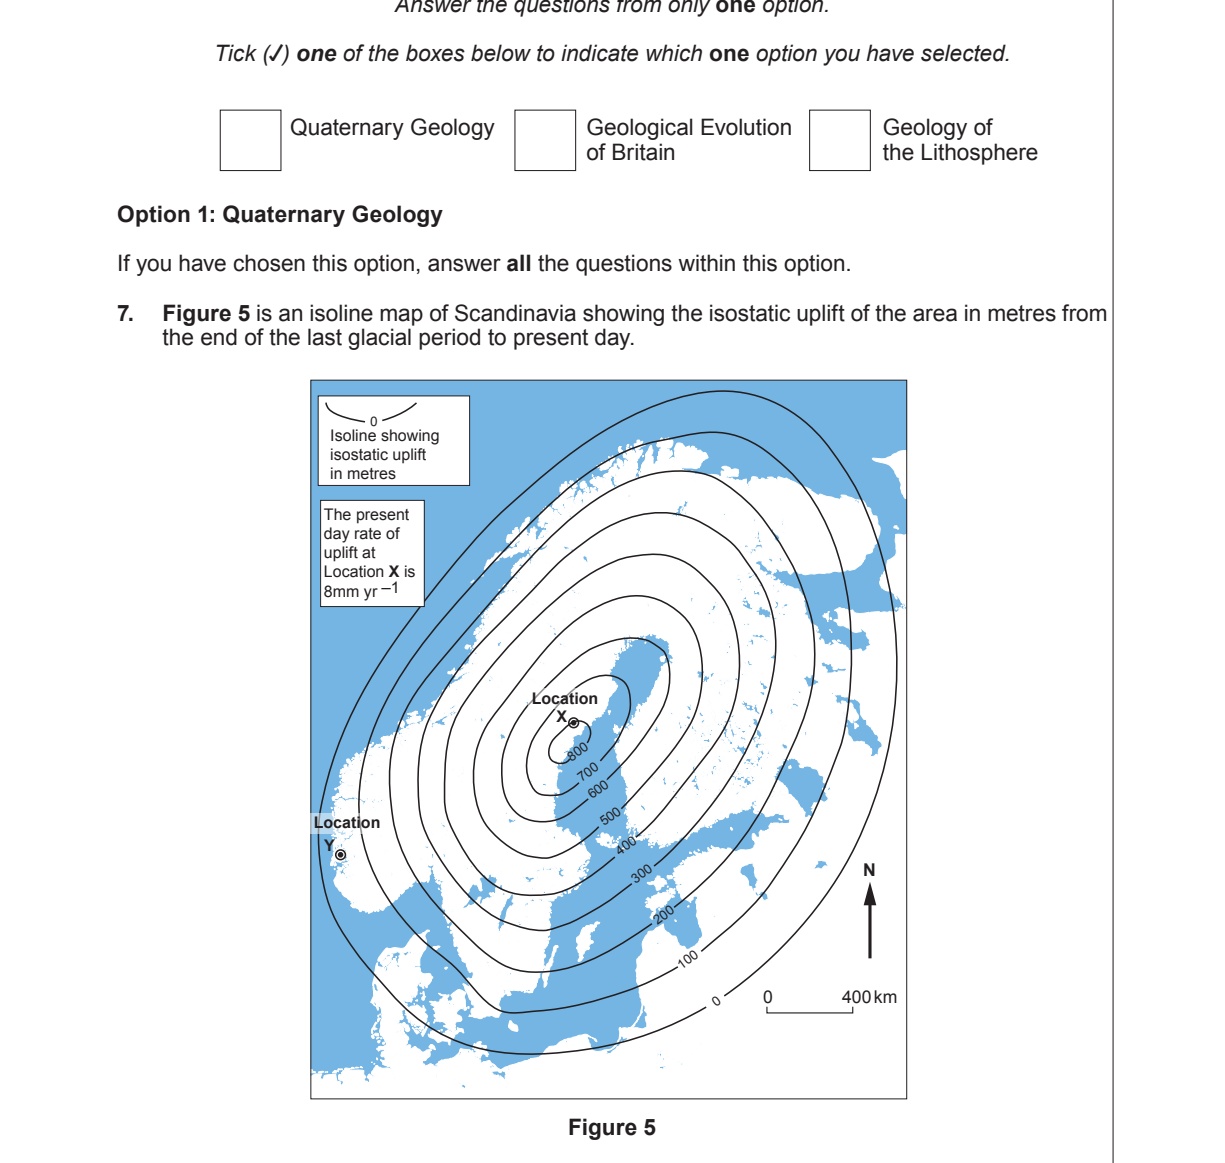 Answer the questions from only one option.
Tick (✓) one of the boxes below to indicate which one option you have selected.
Quaternary Geology
Geological Evolution
of Britain
Geology of
the Lithosphere
Option 1: Quaternary Geology
If you have chosen this option, answer all the questions within this option.
7. Figure 5 is an isoline map of Scandinavia showing the isostatic uplift of the area in metres from
the end of the last glacial period to present day.
0
Isoline showing
isostatic uplift
in metres
The present
day rate of
uplift at
Location X is
8mm yr –1
Location
X
800
700
600
500
400
300
200
100
0
Location
Y
N
0 400 km
Figure 5